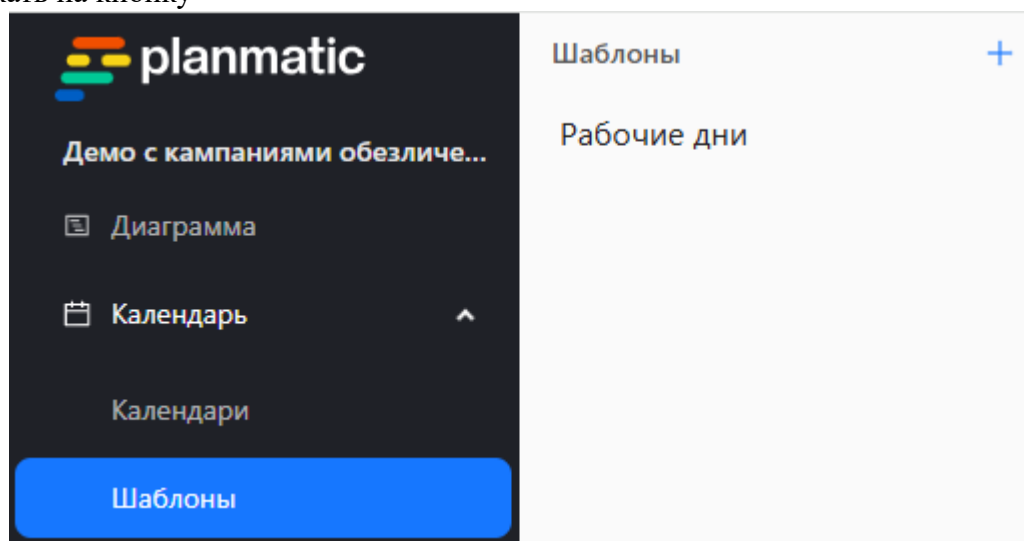 planmatic
Демо с кампаниями обезличе...
Диаграмма
Календарь
Календари
Шаблоны
Шаблоны
Рабочие дни